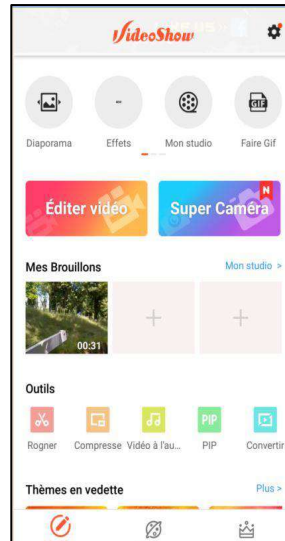 VideoShow
Diaporama Effets Mon studio Faire Gif
GIF
Éditer vidéo Super Caméra
N
Mes Brouillons Mon studio >
00:31
Outils
PIP
Rogner Compresse Vidéo à l'au... PIP Convertir
Thèmes en vedette Plus >